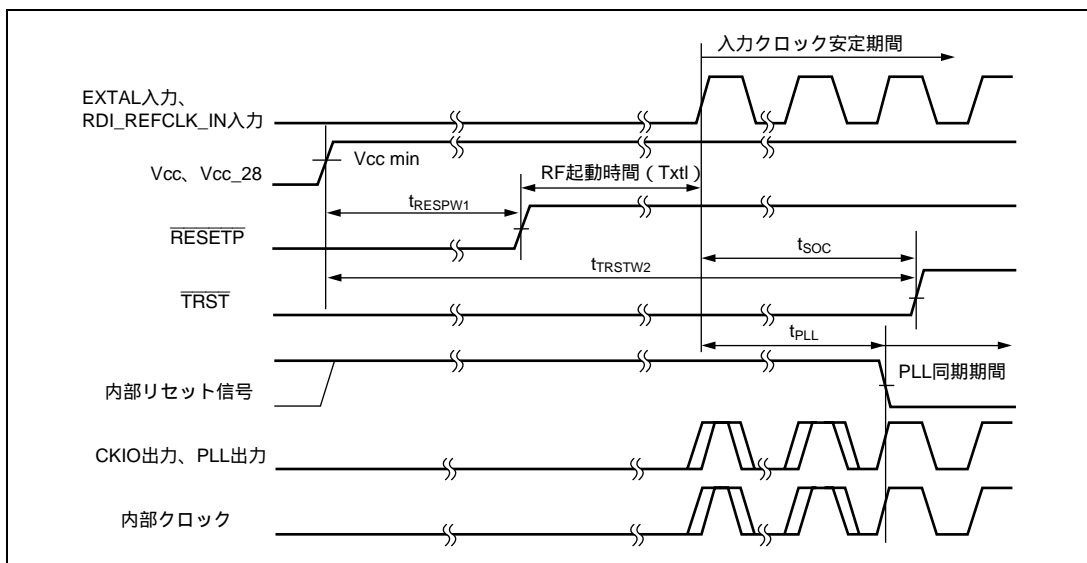 入力クロック安定期間
EXTAL入力、
RDI_REFCLK_IN入力
Vcc min
Vcc、Vcc_28
RF起動時間（Txtl）
tRESPW1
RESETP
tSOC
tTRSTW2
TRST
tPLL
PLL同期期間
内部リセット信号
CKIO出力、PLL出力
内部クロック